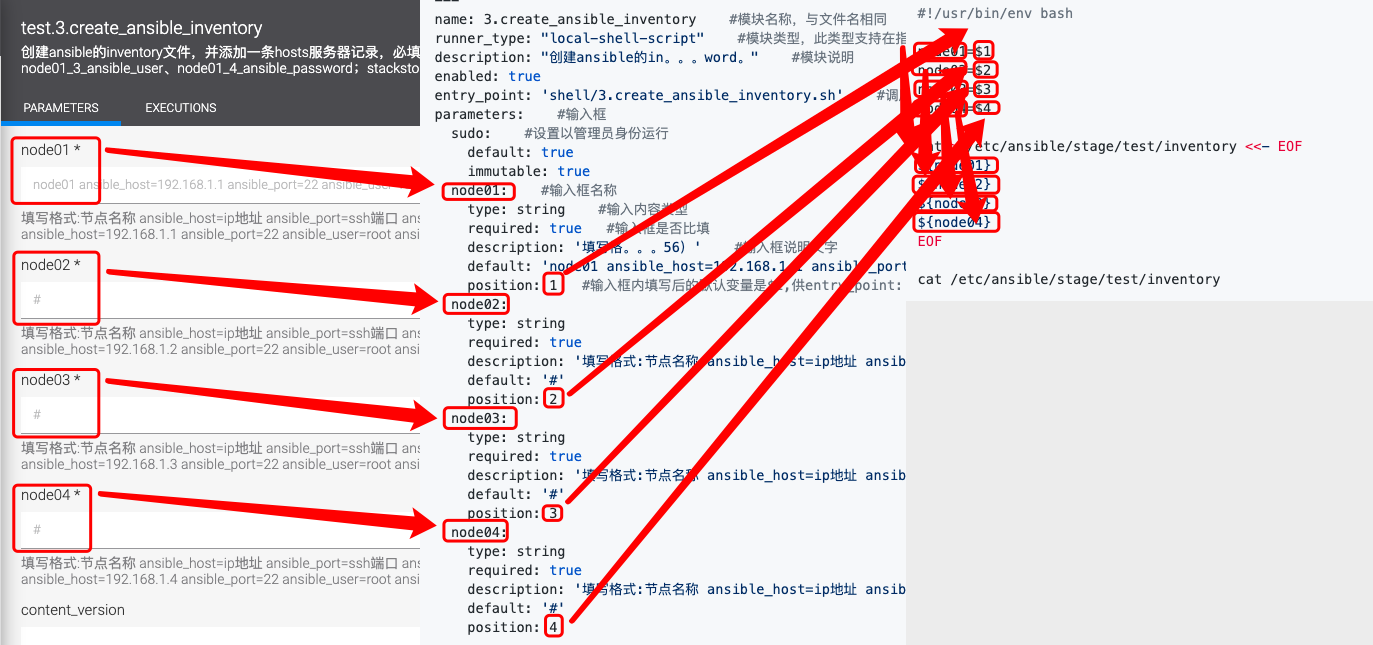 test.3.create_ansible_inventory
创建ansible的inventory文件，并添加一条hosts服务器记录，必填
node01_3_ansible_user、node01_4_ansible_password；stacksto
PARAMETERS
EXECUTIONS
node01 *
node01 ansible_host=192.168.1.1 ansible_port=22 ansible_user
填写格式:节点名称 ansible_host=ip地址 ansible_port=ssh端口 ans
ansible_host=192.168.1.1 ansible_port=22 ansible_user=root ansi
node02 *
#
填写格式:节点名称 ansible_host=ip地址 ansible_port=ssh端口 ans
ansible_host=192.168.1.2 ansible_port=22 ansible_user=root ansi
node03 *
#
填写格式:节点名称 ansible_host=ip地址 ansible_port=ssh端口 ans
ansible_host=192.168.1.3 ansible_port=22 ansible_user=root ansi
node04 *
#
填写格式:节点名称 ansible_host=ip地址 ansible_port=ssh端口 ans
ansible_host=192.168.1.4 ansible_port=22 ansible_user=root ansi
content_version
name: 3.create_ansible_inventory #模块名称，与文件名相同
runner_type: "local-shell-script" #模块类型，此类型支持在指
description: "创建ansible的in。。。word。" #模块说明
enabled: true
entry_point: 'shell/3.create_ansible_inventory.sh' #调
parameters: #输入框
sudo: #设置以管理员身份运行
default: true
immutable: true
node01: #输入框名称
type: string #输入内容类型
required: true #输入框是否比填
description: '填写格。。。56）' #输入框说明文字
default: 'node01 ansible_host=192.168.1.1 ansible_port
position: 1 #输入框内填写后的默认变量是 ,供entry_point:
node02:
type: string
required: true
description: '填写格式:节点名称 ansible_host=ip地址 ansib
default: '#'
position: 2
node03:
type: string
required: true
description: '填写格式:节点名称 ansible_host=ip地址 ansib
default: '#'
position: 3
node04:
type: string
required: true
description: '填写格式:节点名称 ansible_host=ip地址 ansib
default: '#'
position: 4
#!/usr/bin/env bash
node01=$1
node02=$2
node03=$3
node04=$4
/etc/ansible/stage/test/inventory <<- EOF
${node01}
${node02}
${node03}
${node04}
EOF
cat /etc/ansible/stage/test/inventory